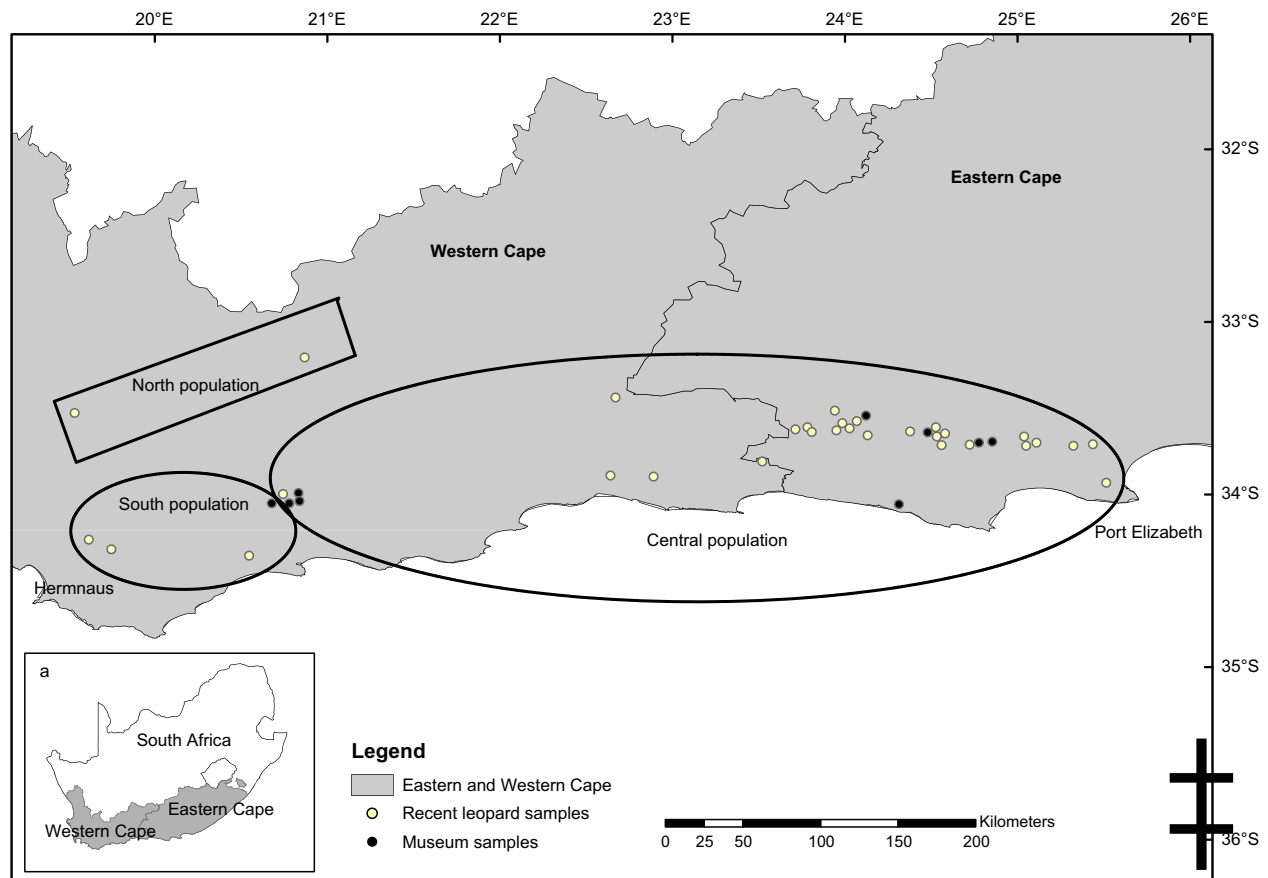 20°E 21°E 22°E 23°E 24°E 25°E 26°E
32°S
Eastern Cape
Western Cape
33°S
North population
34°S
South population
Port Elizabeth
Central population
Hermnaus
35°S
a
South Africa
Eastern Cape
Western Cape
Legend
Eastern and Western Cape
Recent leopard samples
Museum samples
Kilometers
0 25 50 100 150 200
36°S